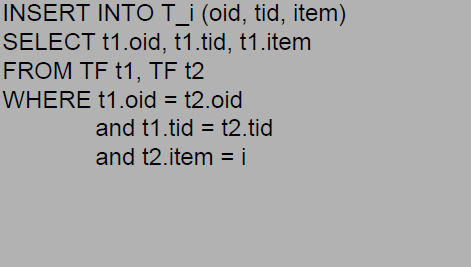 INSERT INTO T_i (oid, tid, item)
SELECT t1.oid, t1.tid, t1.item
FROM TF t1, TF t2
WHERE t1.oid = t2.oid
and t1.tid = t2.tid
and t2.item = i